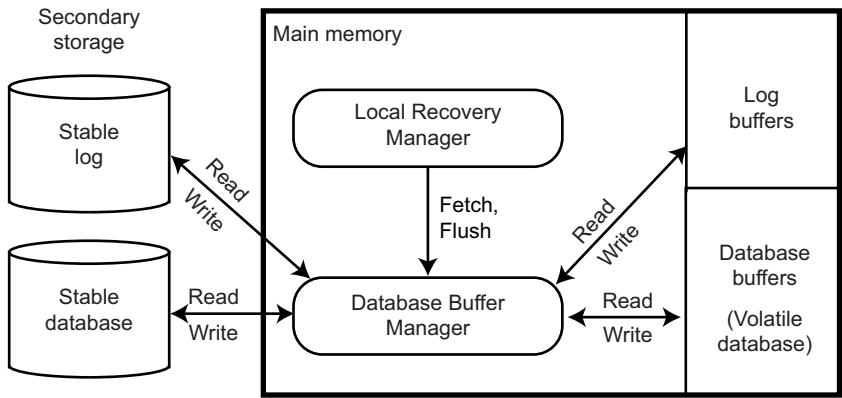 Secondary
storage
Main memory
Stable
log
Local Recovery
Manager
Log
buffers
Read
Write
Fetch,
Flush
Read
Write
Stable
database
Read
Write
Database Buffer
Manager
Read
Write
Database
buffers
(Volatile
database)